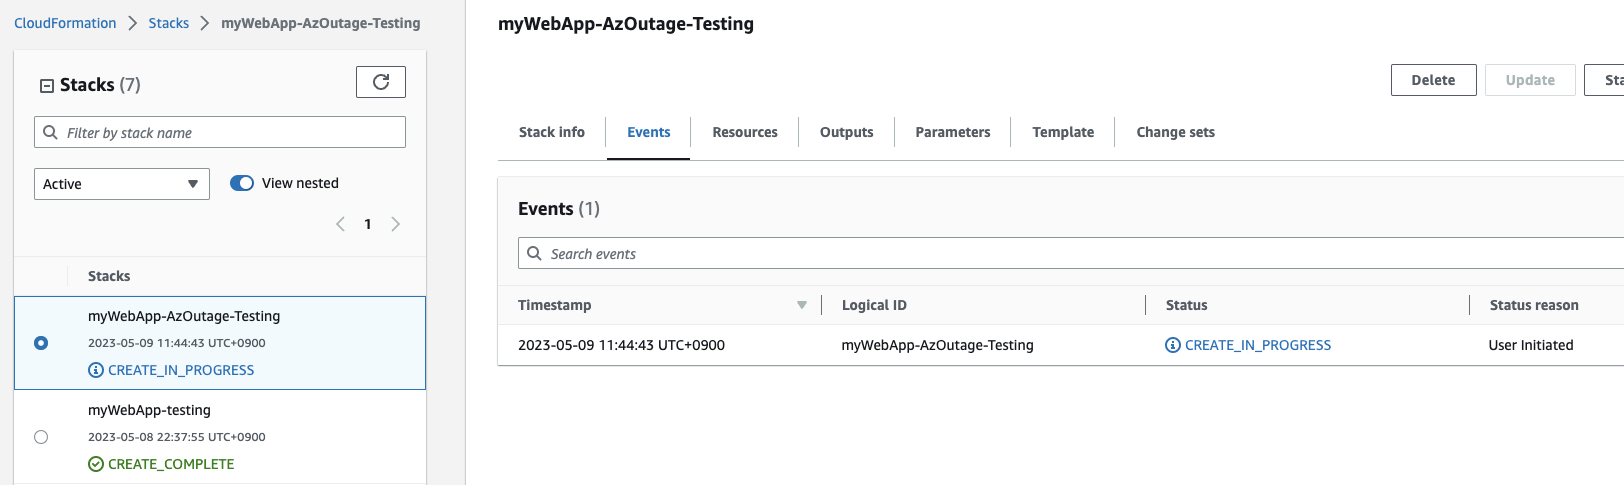 CloudFormation > Stacks > myWebApp-AzOutage-Testing
Stacks (7)
Filter by stack name
Active
View nested
< 1 >
Stacks
myWebApp-AzOutage-Testing
2023-05-09 11:44:43 UTC+0900
CREATE_IN_PROGRESS
myWebApp-testing
2023-05-08 22:37:55 UTC+0900
CREATE_COMPLETE
myWebApp-AzOutage-Testing
Delete Update Sta
Stack info Events Resources Outputs Parameters Template Change sets
Events (1)
Search events
Timestamp Logical ID Status Status reason
2023-05-09 11:44:43 UTC+0900 myWebApp-AzOutage-Testing CREATE_IN_PROGRESS User Initiated